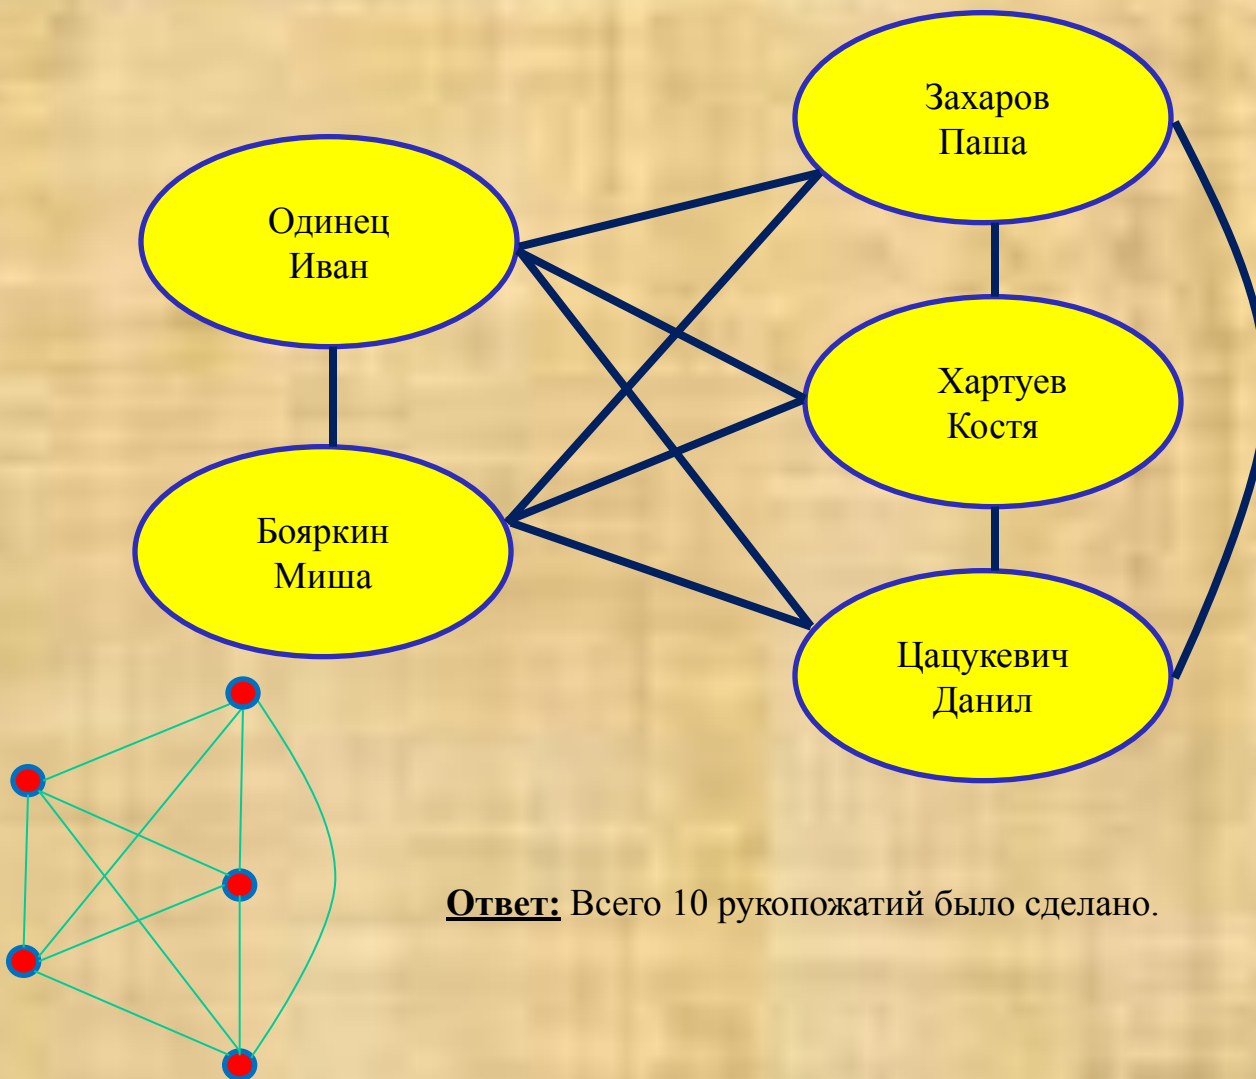 Захаров
Паша
Одинец
Иван
Хартуев
Костя
Бояркин
Миша
Цацукевич
Данил
Ответ: Всего 10 рукопожатий было сделано.